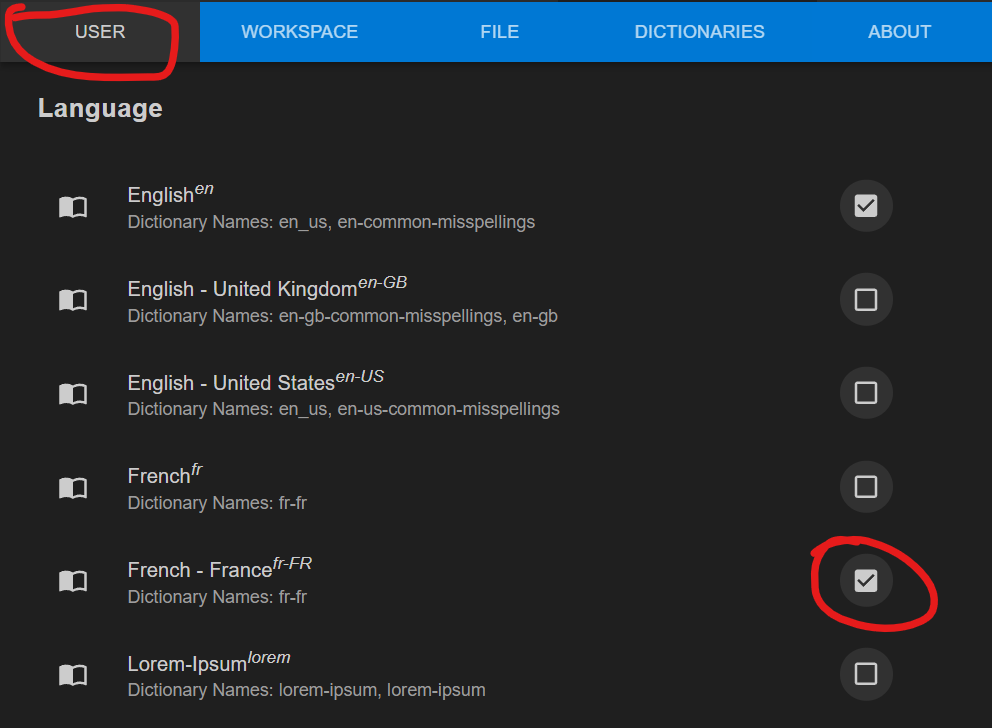 USER WORKSPACE FILE DICTIONARIES ABOUT
Language
English en
Dictionary Names: en_us, en-common-misspellings
English - United Kingdom en-GB
Dictionary Names: en-gb-common-misspellings, en-gb
English - United States en-US
Dictionary Names: en_us, en-us-common-misspellings
French fr
Dictionary Names: fr-fr
French - France fr-FR
Dictionary Names: fr-fr
Lorem-Ipsum lorem
Dictionary Names: lorem-ipsum, lorem-ipsum